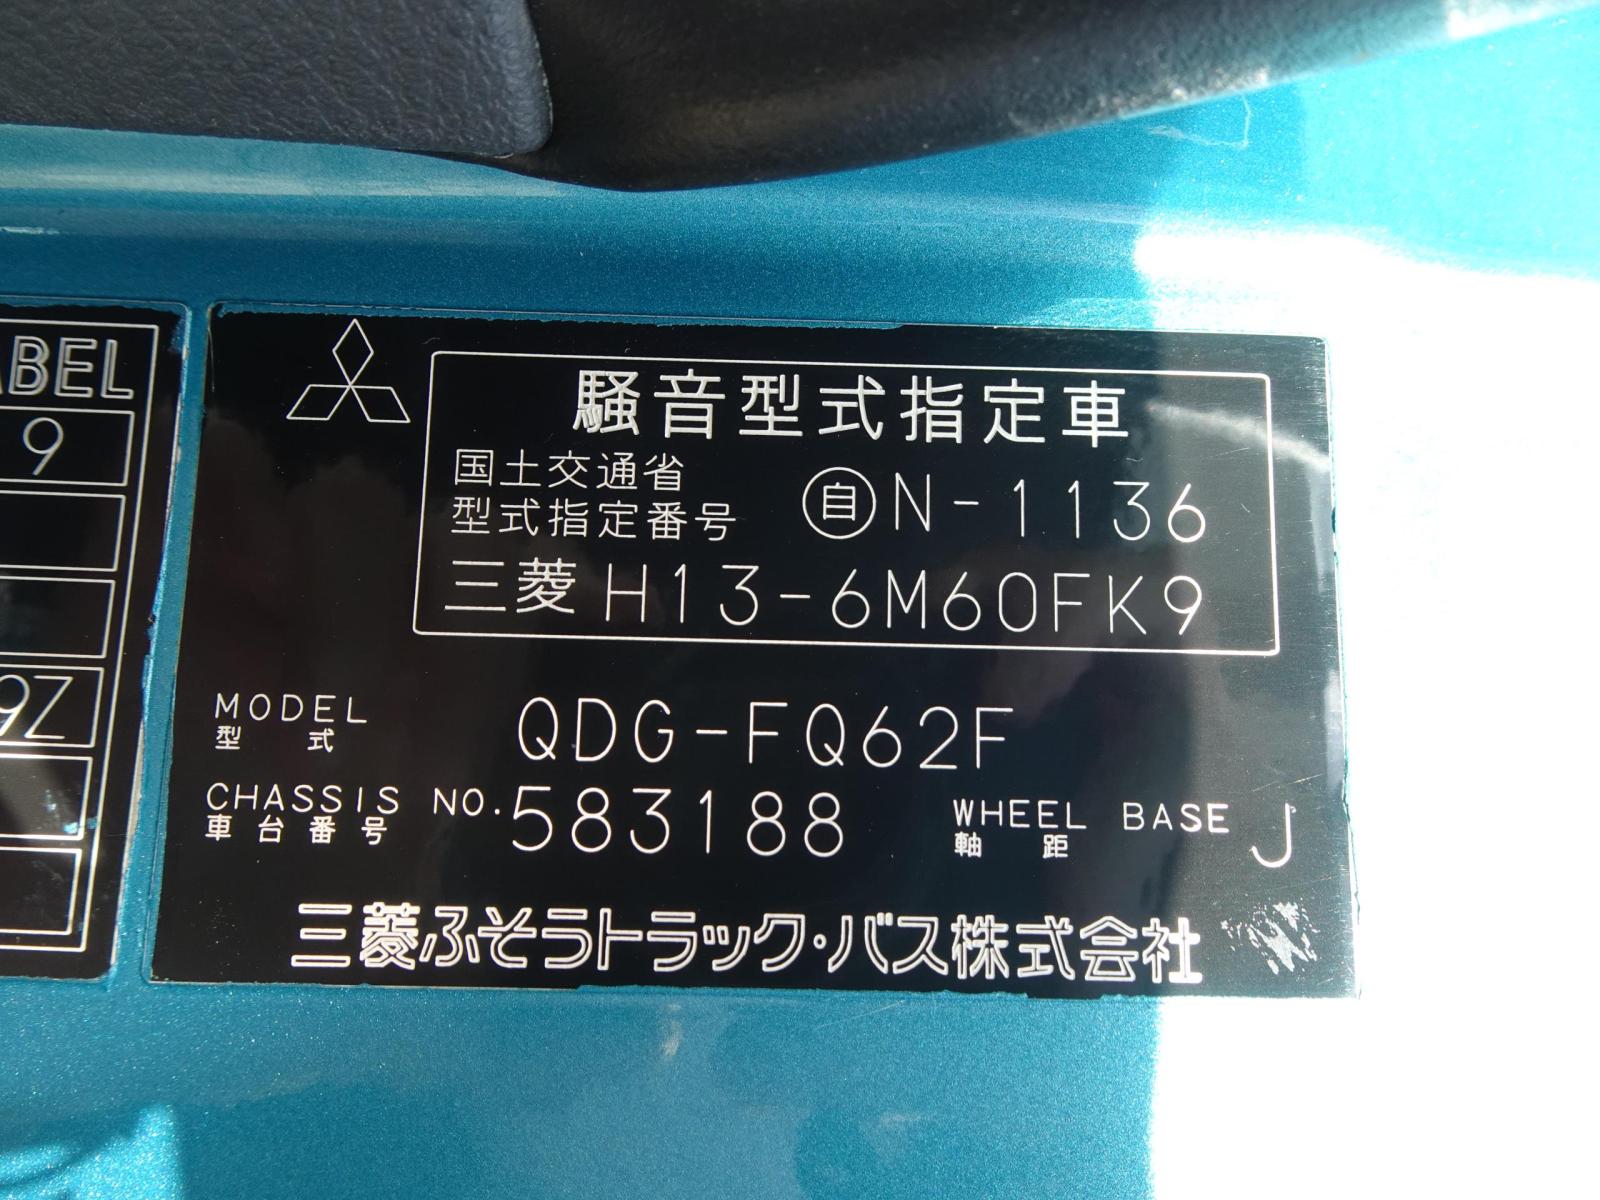 ABEL
9
9Z
騒音型式指定車
国土交通省
型式指定番号 自 N-1136
三菱 H13-6M60FK9
MODEL QDG-FQ62F
型式
CHASSIS NO. 583188 WHEEL BASE J
車台番号 軸距
三菱ふそうトラック・バス株式会社